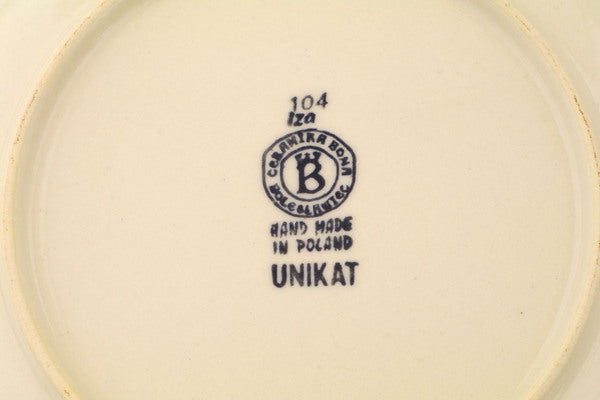 104
Iza
CERAMIKA BONA
B
BOLESŁAWIEC
HAND MADE
IN POLAND
UNIKAT